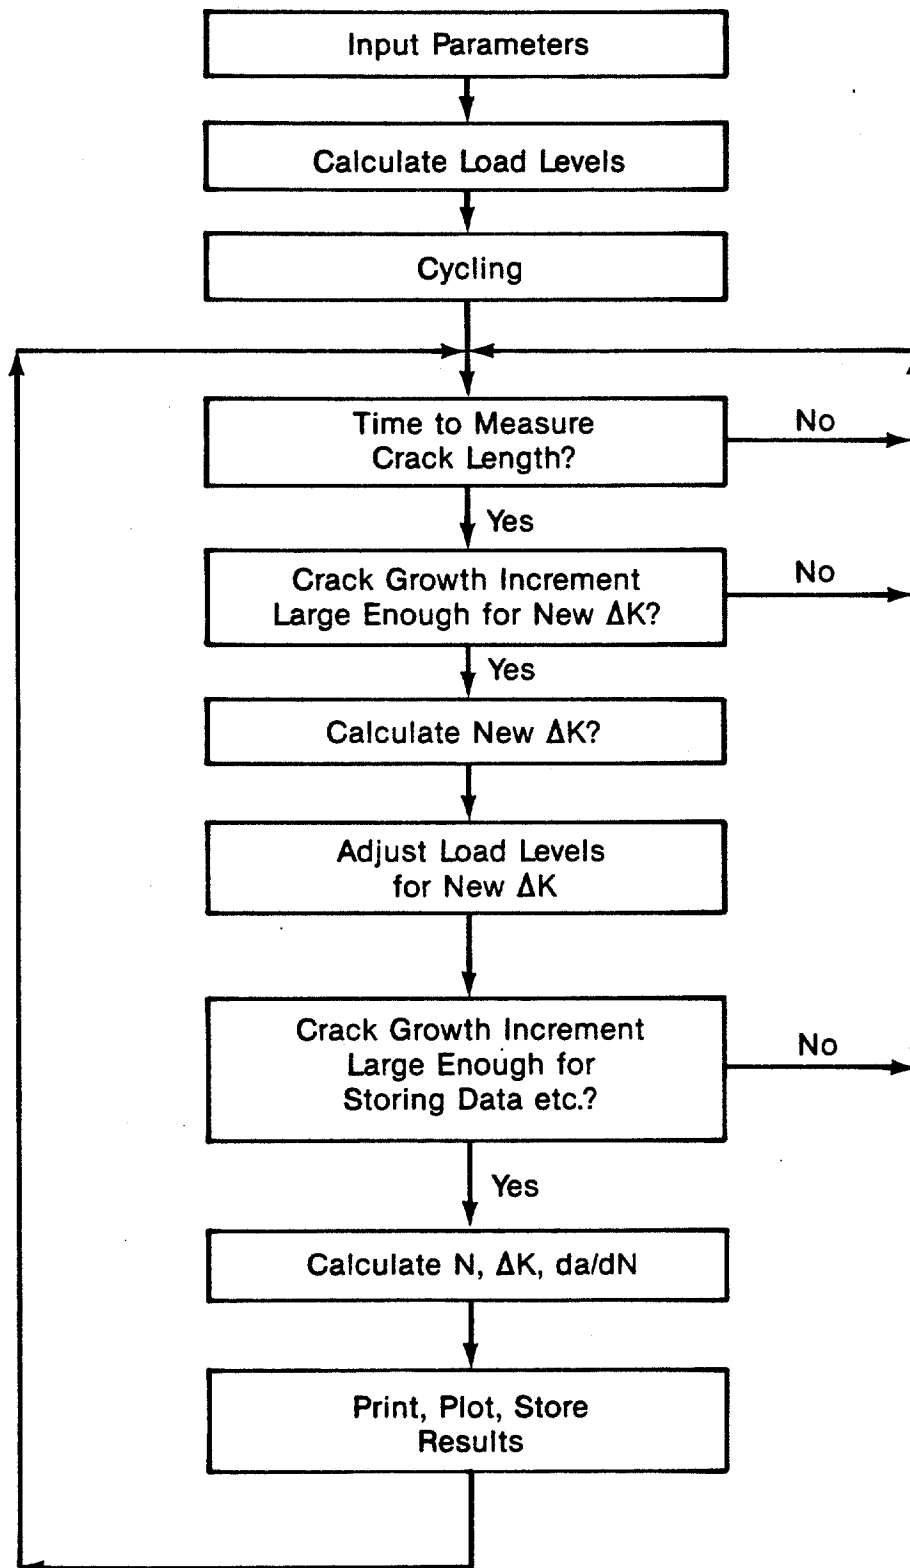 Input Parameters
Calculate Load Levels
Cycling
Time to Measure
Crack Length?
No
Yes
Crack Growth Increment
Large Enough for New ΔK?
No
Yes
Calculate New ΔK?
Adjust Load Levels
for New ΔK
Crack Growth Increment
Large Enough for
Storing Data etc.?
No
Yes
Calculate N, ΔK, da/dN
Print, Plot, Store
Results